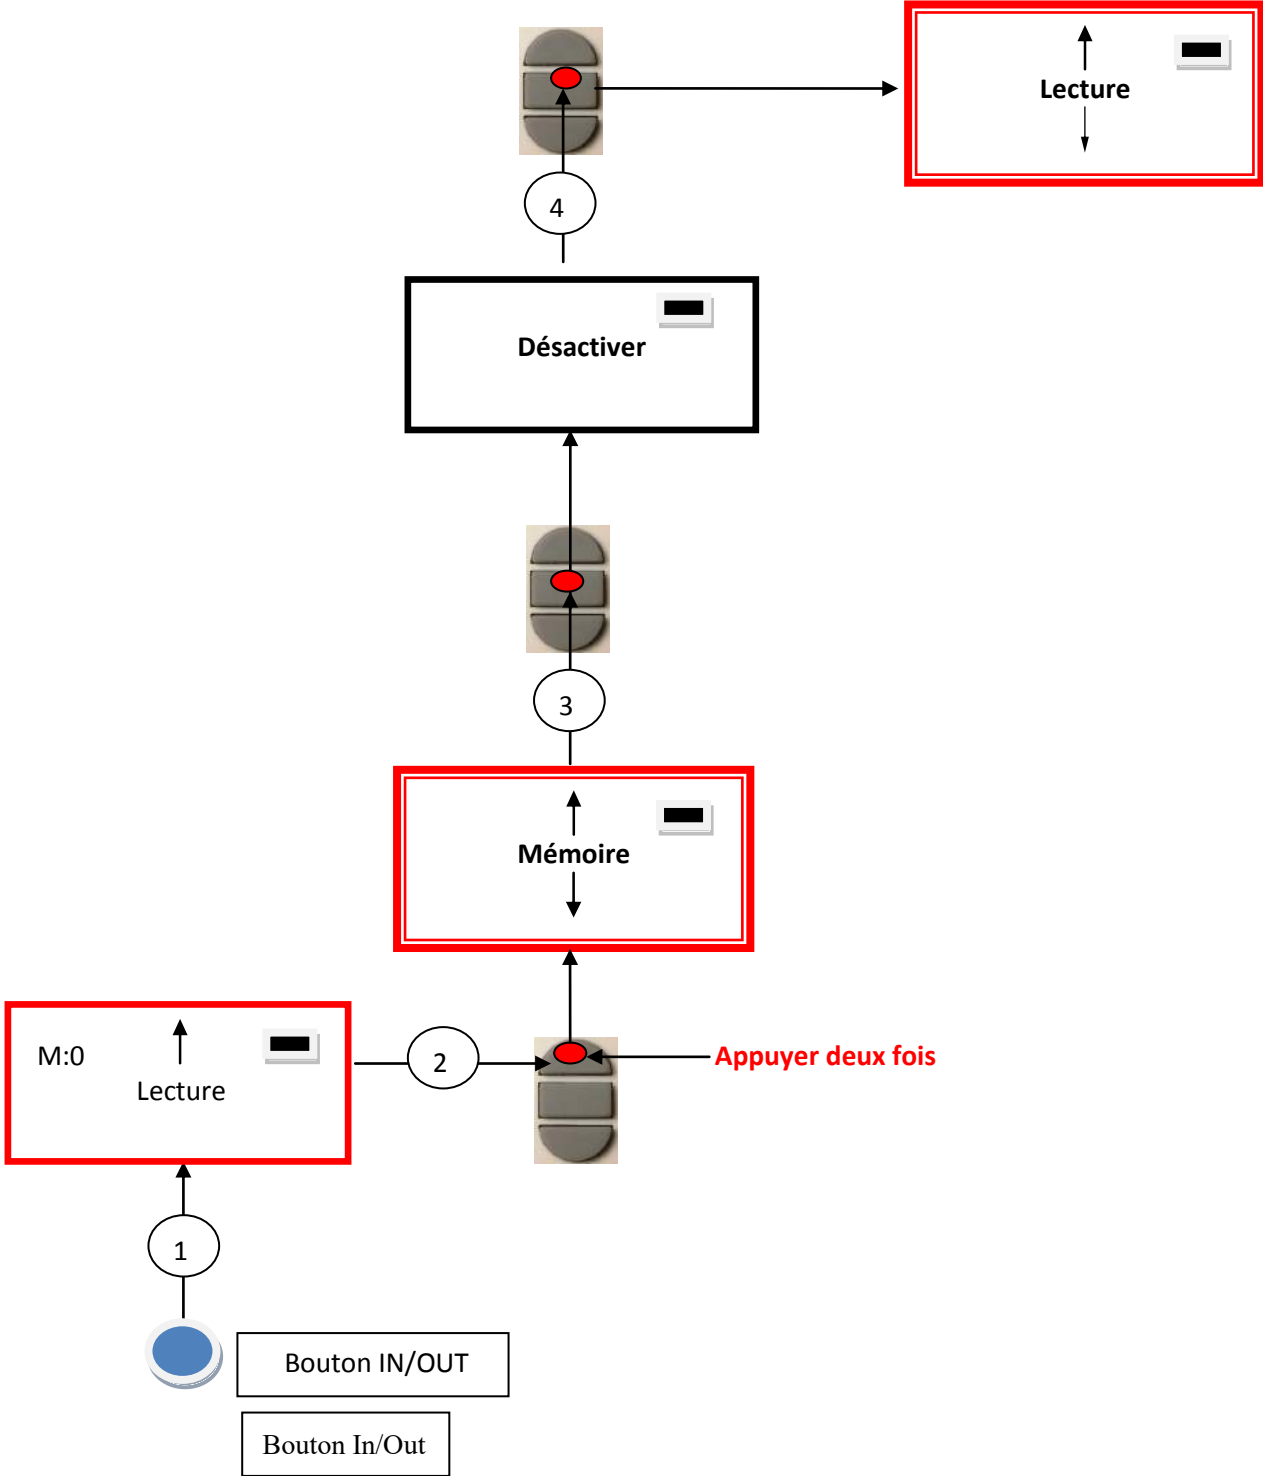 Lecture
4
Désactiver
3
Mémoire
M:0
Lecture
2
Appuyer deux fois
1
Bouton IN/OUT
Bouton In/Out